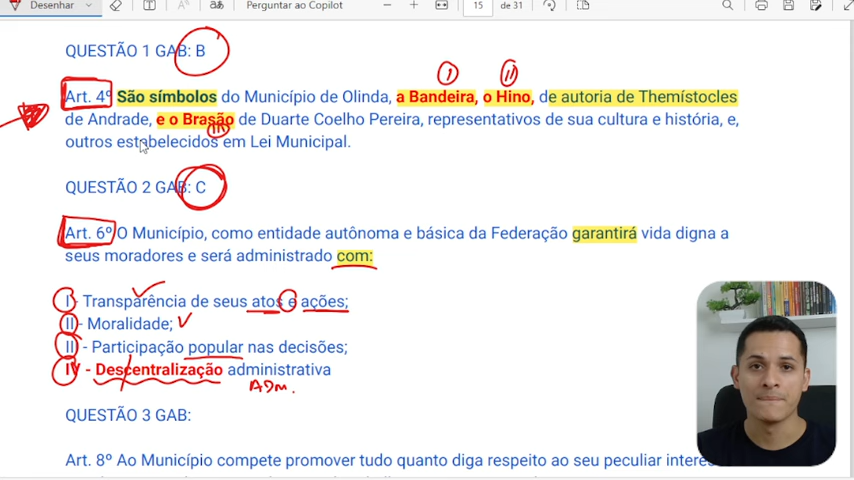 Desenhar
Perguntar ao Copilot
15
de 31
QUESTÃO 1 GAB: B
I
II
Art. 4º São símbolos do Município de Olinda, a Bandeira, o Hino, de autoria de Themístocles
de Andrade, e o Brasão de Duarte Coelho Pereira, representativos de sua cultura e história, e,
III
outros estabelecidos em Lei Municipal.
QUESTÃO 2 GAB: C
Art. 6º O Município, como entidade autônoma e básica da Federação garantirá vida digna a
seus moradores e será administrado com:
I - Transparência de seus atos e ações;
II - Moralidade;
III - Participação popular nas decisões;
IV - Descentralização administrativa
ADM.
QUESTÃO 3 GAB:
Art. 8º Ao Município compete promover tudo quanto diga respeito ao seu peculiar interes